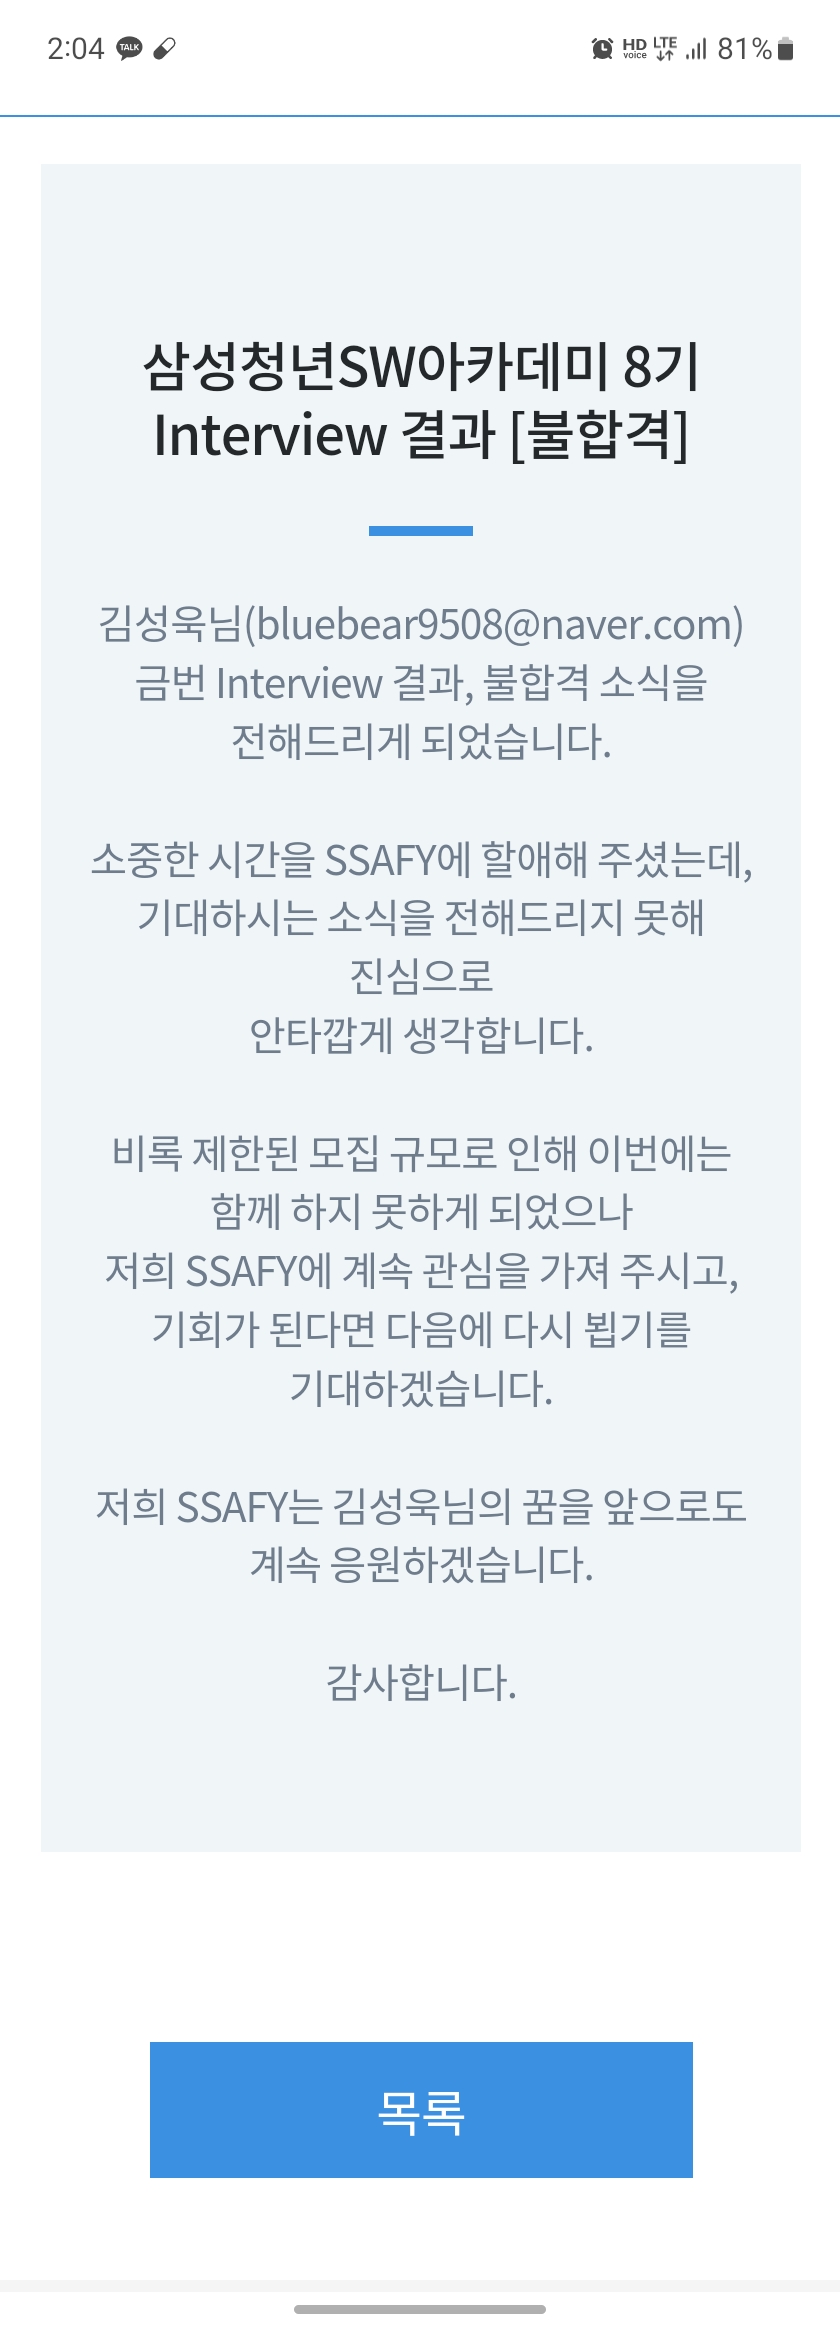 2:04 TALK HD voice LTE 81%
삼성청년SW아카데미 8기
Interview 결과 [불합격]
김성욱님(bluebear9508@naver.com)
금번 Interview 결과, 불합격 소식을
전해드리게 되었습니다.
소중한 시간을 SSAFY에 할애해 주셨는데,
기대하시는 소식을 전해드리지 못해
진심으로
안타깝게 생각합니다.
비록 제한된 모집 규모로 인해 이번에는
함께 하지 못하게 되었으나
저희 SSAFY에 계속 관심을 가져 주시고,
기회가 된다면 다음에 다시 뵙기를
기대하겠습니다.
저희 SSAFY는 김성욱님의 꿈을 앞으로도
계속 응원하겠습니다.
감사합니다.
목록